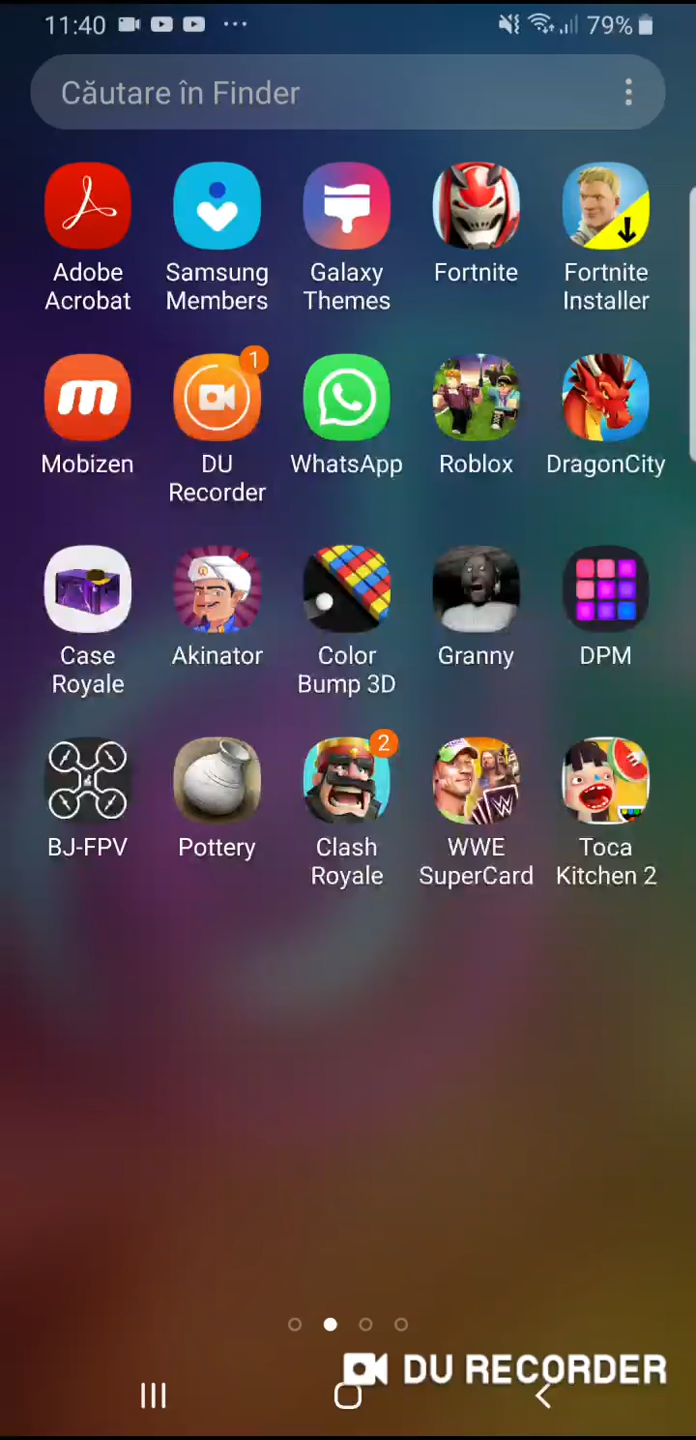 11:40
79%
Căutare în Finder
Adobe
Acrobat
Samsung
Members
Galaxy
Themes
Fortnite
Fortnite
Installer
1
Mobizen
DU
Recorder
WhatsApp
Roblox
DragonCity
Case
Royale
Akinator
Color
Bump 3D
Granny
DPM
2
BJ-FPV
Pottery
Clash
Royale
WWE
SuperCard
Toca
Kitchen 2
DU RECORDER